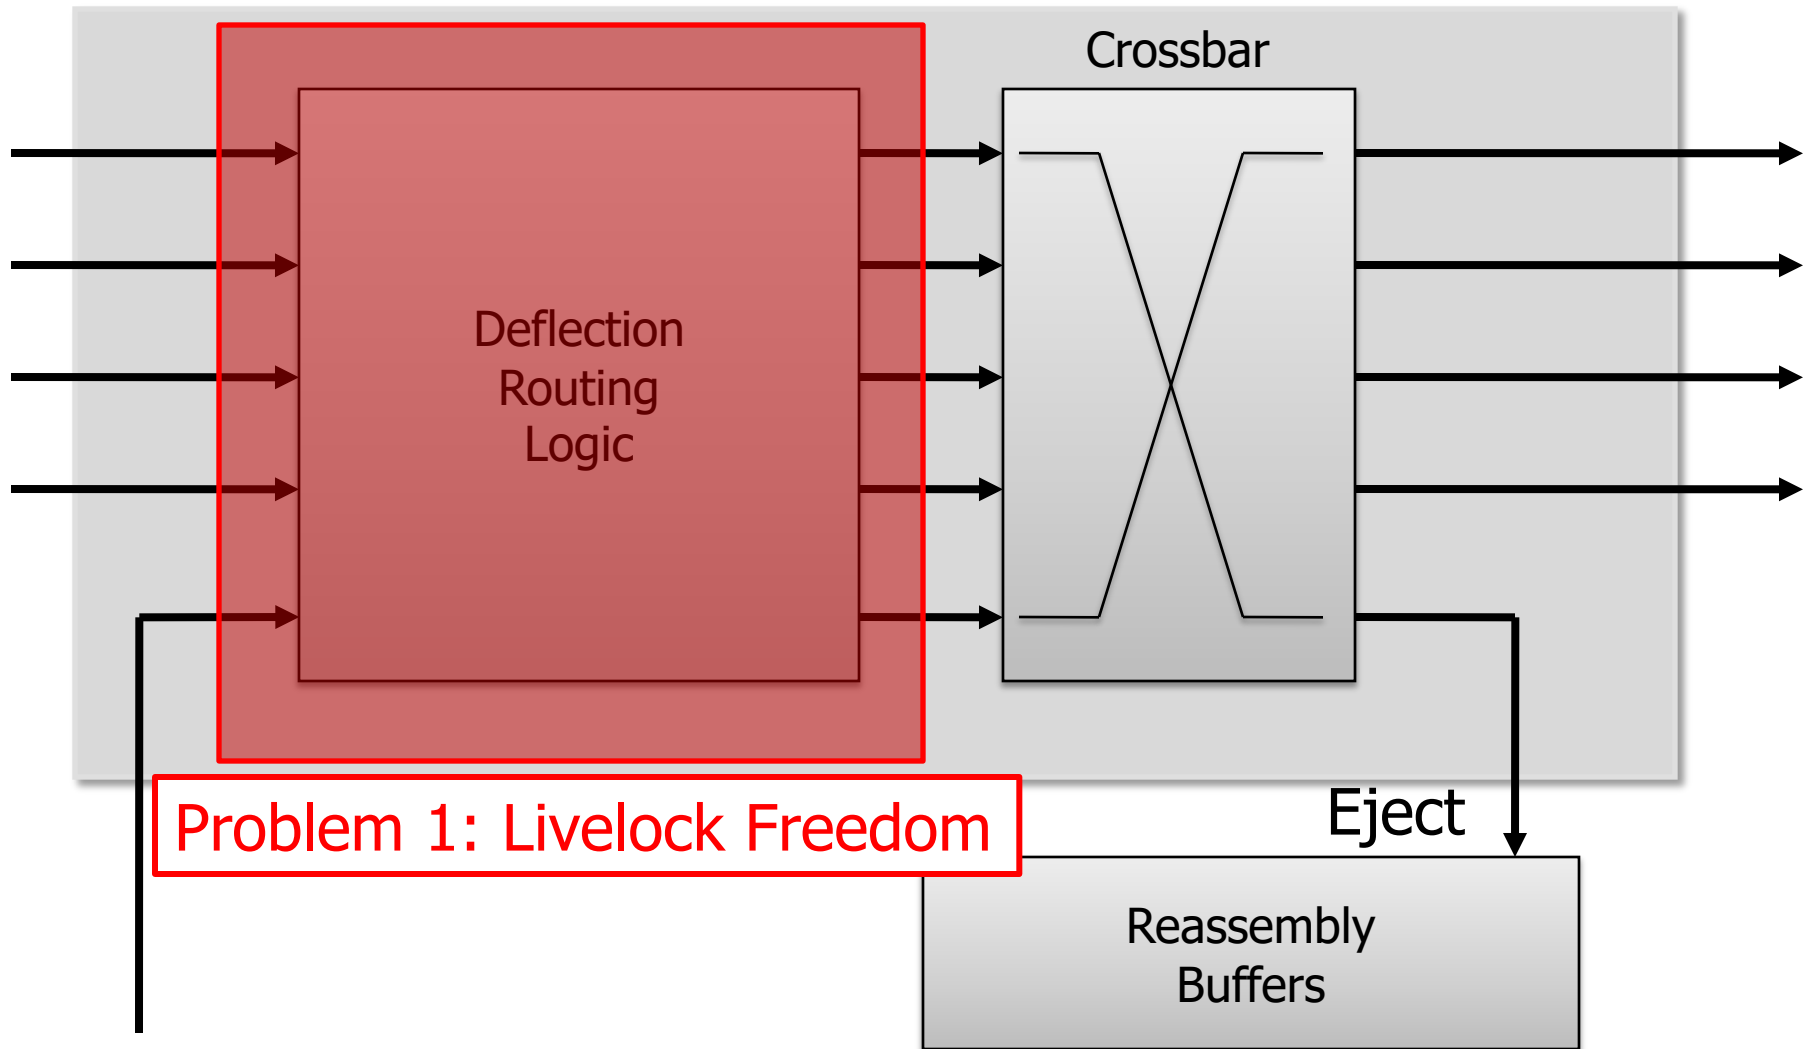 Crossbar
Deflection
Routing
Logic
Problem 1: Livelock Freedom
Eject
Reassembly
Buffers